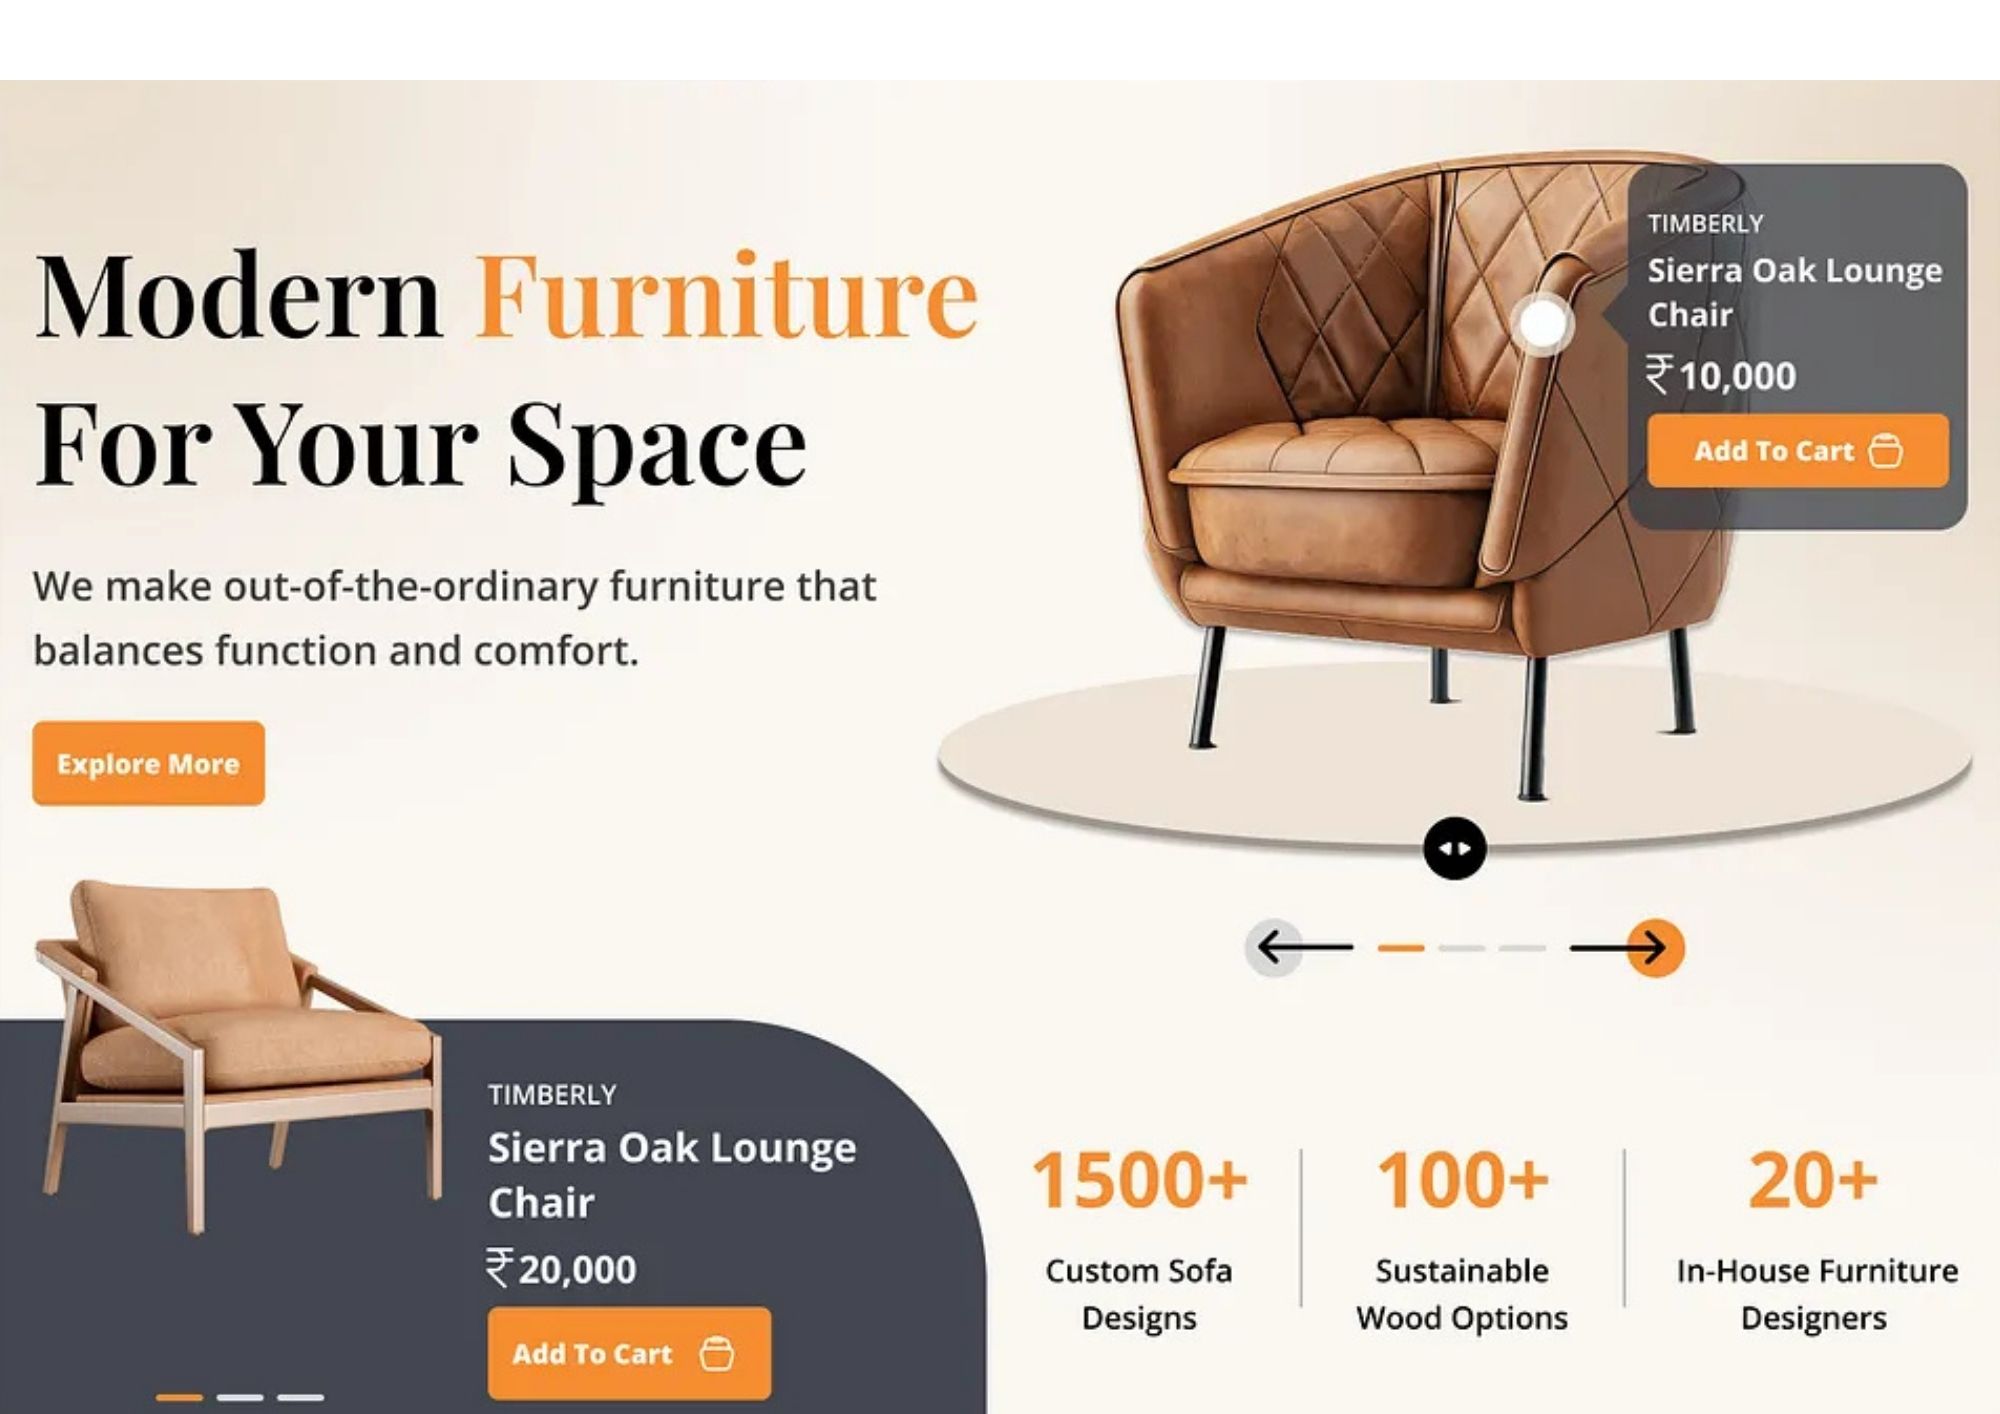 Modern Furniture
For Your Space
We make out-of-the-ordinary furniture that
balances function and comfort.
Explore More
TIMBERLY
Sierra Oak Lounge
Chair
₹10,000
Add To Cart
TIMBERLY
Sierra Oak Lounge
Chair
₹20,000
Add To Cart
1500+
Custom Sofa
Designs
100+
Sustainable
Wood Options
20+
In-House Furniture
Designers